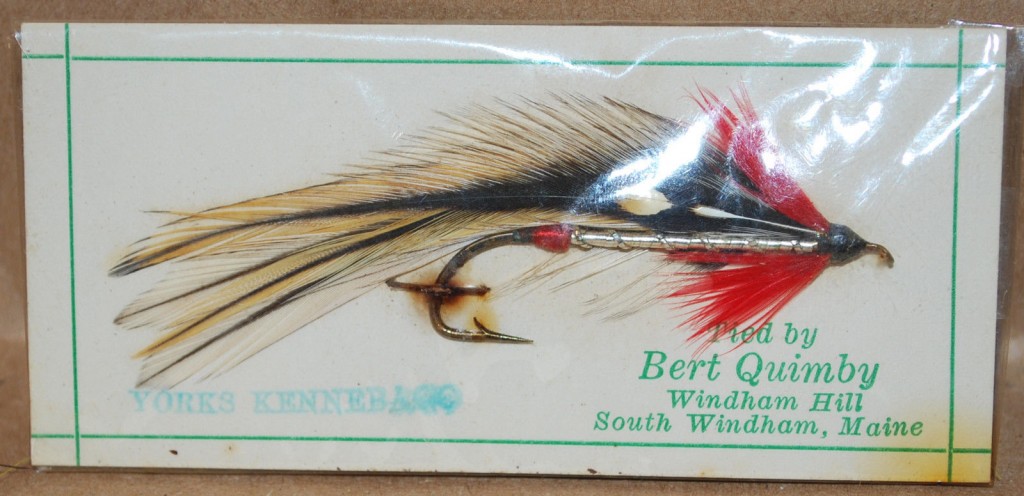 YORKS KENNEBAGO
Tied by
Bert Quimby
Windham Hill
South Windham, Maine